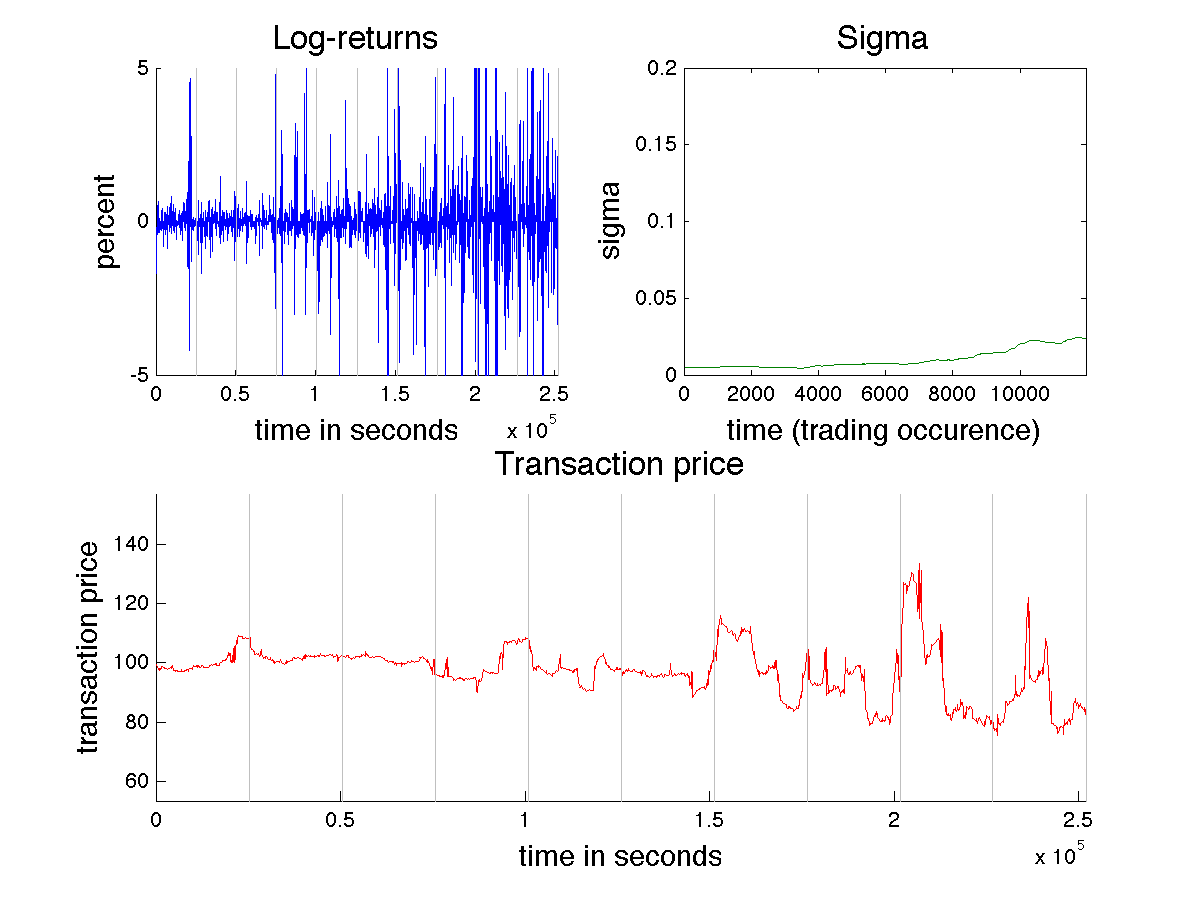 Log-returns
5
0
-5
percent
0 0.5 1 1.5 2 2.5
x 10^5
time in seconds
Sigma
0.2
0.15
0.1
0.05
0
sigma
0 2000 4000 6000 8000 10000
time (trading occurence)
Transaction price
140
120
100
80
60
transaction price
0 0.5 1 1.5 2 2.5
x 10^5
time in seconds